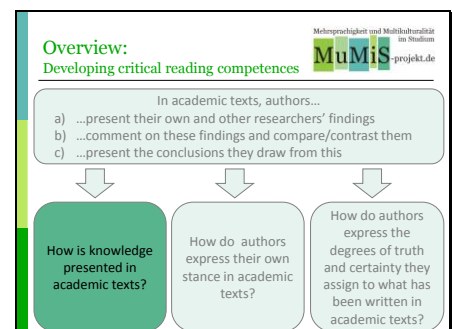 Mehrsprachigkeit und Multikulturalität
im Studium
MuMiS-projekt.de
Overview:
Developing critical reading competences
In academic texts, authors…
a) …present their own and other researchers’ findings
b) …comment on these findings and compare/contrast them
c) …present the conclusions they draw from this
How is knowledge
presented in
academic texts?
How do authors
express their own
stance in academic
texts?
How do authors
express the
degrees of truth
and certainty they
assign to what has
been written in
academic texts?